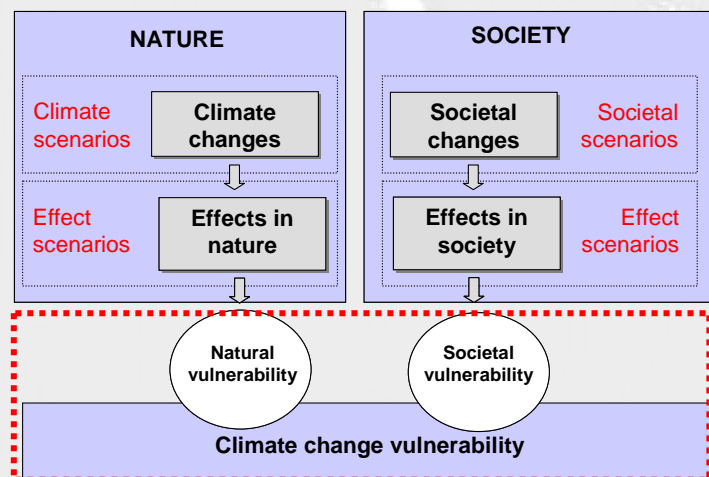 NATURE
Climate
scenarios
Climate
changes
Effect
scenarios
Effects in
nature
SOCIETY
Societal
changes
Societal
scenarios
Effects in
society
Effect
scenarios
Natural
vulnerability
Societal
vulnerability
Climate change vulnerability